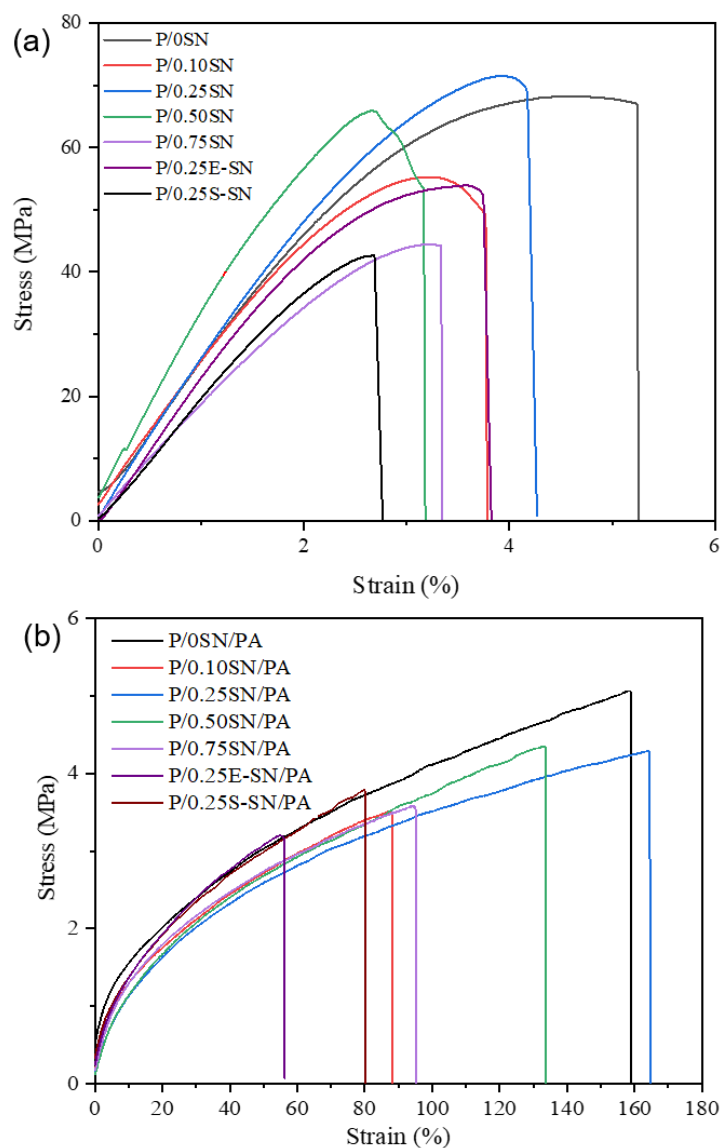 (a)
80
60
40
20
0
Stress (MPa)
P/0SN
P/0.10SN
P/0.25SN
P/0.50SN
P/0.75SN
P/0.25E-SN
P/0.25S-SN
0 2 4 6
Strain (%)
(b)
6
4
2
0
Stress (MPa)
P/0SN/PA
P/0.10SN/PA
P/0.25SN/PA
P/0.50SN/PA
P/0.75SN/PA
P/0.25E-SN/PA
P/0.25S-SN/PA
0 20 40 60 80 100 120 140 160 180
Strain (%)